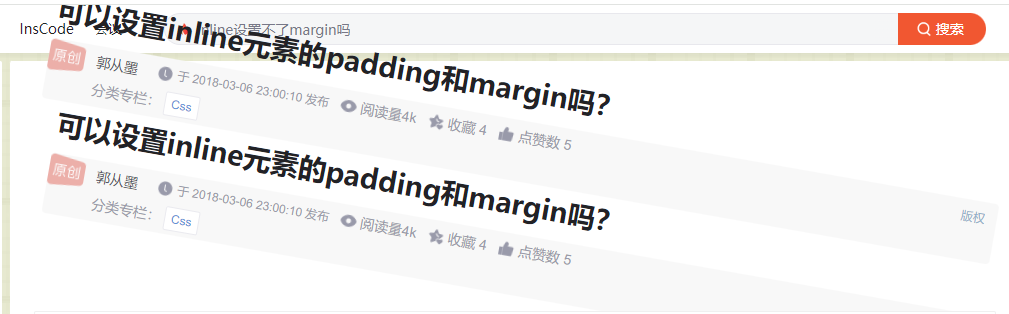 InsCode 会议 inline设置不了margin吗 搜索
可以设置inline元素的padding和margin吗？
原创 郭从墨 于 2018-03-06 23:00:10 发布 阅读量4k 收藏 4 点赞数 5
分类专栏： Css
版权
可以设置inline元素的padding和margin吗？
原创 郭从墨 于 2018-03-06 23:00:10 发布 阅读量4k 收藏 4 点赞数 5
分类专栏： Css